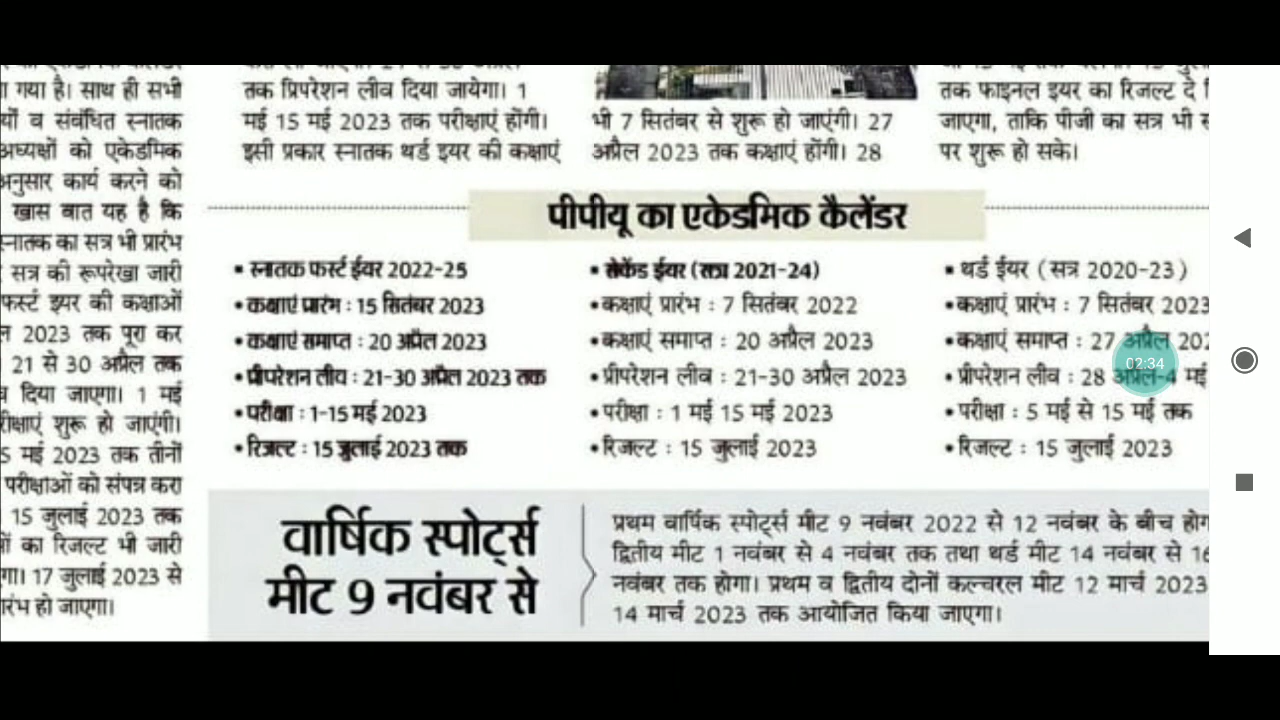 गया है। साथ ही सभी
व संबंधित स्नातक
अध्यक्षों को एकेडमिक
अनुसार कार्य करने को
खास बात यह है कि
स्नातक का सत्र भी प्रारंभ
सत्र की रूपरेखा जारी
फर्स्ट इयर की कक्षाओं
2023 तक पूरा कर
21 से 30 अप्रैल तक
दिया जाएगा। 1 मई
शुरू हो जाएंगी।
मई 2023 तक तीनों
परीक्षाओं को संपन्न करा
15 जुलाई 2023 तक
का रिजल्ट भी जारी
17 जुलाई 2023 से
हो जाएगा।
तक प्रिपरेशन लीव दिया जायेगा। 1
मई 15 मई 2023 तक परीक्षाएं होंगी।
इसी प्रकार स्नातक थर्ड इयर की कक्षाएं
भी 7 सितंबर से शुरू हो जाएंगी। 27
अप्रैल 2023 तक कक्षाएं होंगी। 28
तक फाइनल इयर का रिजल्ट दे
जाएगा, ताकि पीजी का सत्र भी
पर शुरू हो सके।
पीपीयू का एकेडमिक कैलेंडर
▪ स्नातक फर्स्ट ईयर 2022-25
• कक्षाएं प्रारंभ : 15 सितंबर 2023
• कक्षाएं समाप्त : 20 अप्रैल 2023
• प्रीपरेशन लीव : 21-30 अप्रैल 2023 तक
• परीक्षा : 1-15 मई 2023
• रिजल्ट : 15 जुलाई 2023 तक
▪ सेकेंड ईयर (सत्र 2021-24)
• कक्षाएं प्रारंभ : 7 सितंबर 2022
• कक्षाएं समाप्त : 20 अप्रैल 2023
• प्रीपरेशन लीव : 21-30 अप्रैल 2023
• परीक्षा : 1 मई 15 मई 2023
• रिजल्ट : 15 जुलाई 2023
▪ थर्ड ईयर (सत्र 2020-23)
• कक्षाएं प्रारंभ : 7 सितंबर 2023
• कक्षाएं समाप्त : 27 अप्रैल
• प्रीपरेशन लीव : 28 अप्रैल-4 मई
• परीक्षा : 5 मई से 15 मई तक
• रिजल्ट : 15 जुलाई 2023
02:34
वार्षिक स्पोर्ट्स
मीट 9 नवंबर से
प्रथम वार्षिक स्पोर्ट्स मीट 9 नवंबर 2022 से 12 नवंबर के बीच
द्वितीय मीट 1 नवंबर से 4 नवंबर तक तथा थर्ड मीट 14 नवंबर से 16
नवंबर तक होगा। प्रथम व द्वितीय दोनों कल्चरल मीट 12 मार्च 2023
14 मार्च 2023 तक आयोजित किया जाएगा।